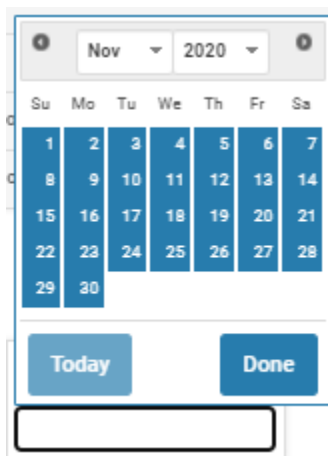 Nov 2020
Su Mo Tu We Th Fr Sa
1 2 3 4 5 6 7
8 9 10 11 12 13 14
15 16 17 18 19 20 21
22 23 24 25 26 27 28
29 30
Today Done